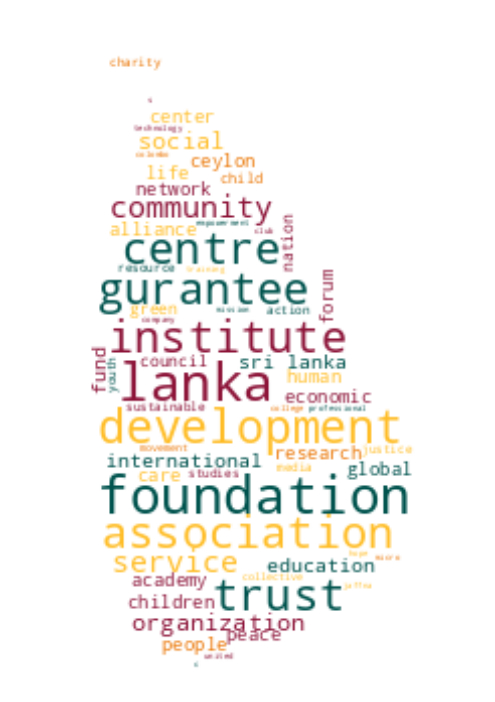 charity
c
center
technology
social
colombo
ceylon
life
child
network
community
empowerment
club
nation
alliance
centre
resource
training
gurantee
forum
green
mission
action
company
institute
fund
youth
council
sri lanka
lanka
human
economic
sustainable
college
professional
development
movement
justice
research
international
media
global
care
studies
foundation
association
hope
micro
service
education
collective
academy
jaffna
trust
children
organization
peace
people
united
c